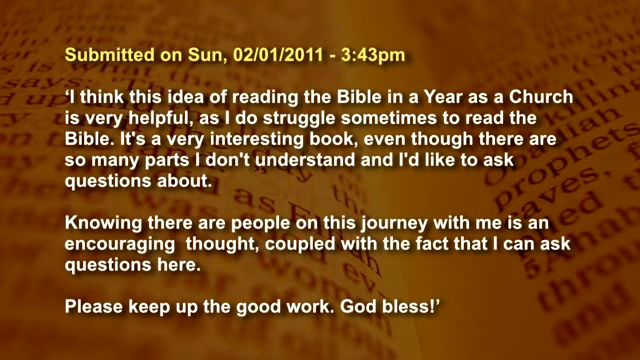 Submitted on Sun, 02/01/2011 - 3:43pm
‘I think this idea of reading the Bible in a Year as a Church
is very helpful, as I do struggle sometimes to read the
Bible. It's a very interesting book, even though there are
so many parts I don't understand and I'd like to ask
questions about.
Knowing there are people on this journey with me is an
encouraging  thought, coupled with the fact that I can ask
questions here.
Please keep up the good work. God bless!’